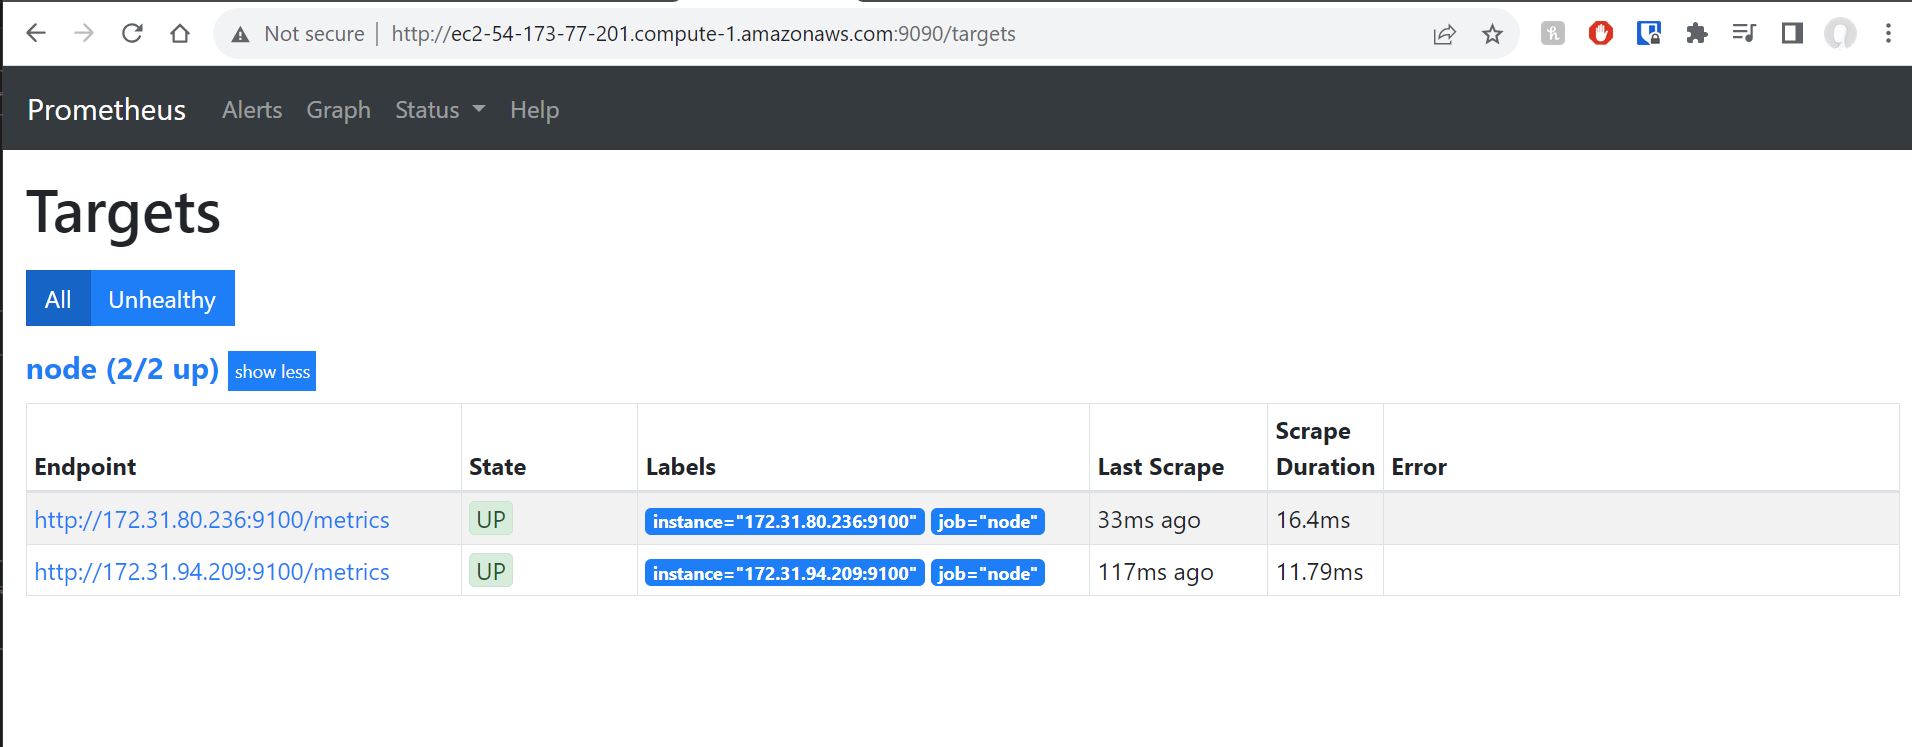 Not secure | http://ec2-54-173-77-201.compute-1.amazonaws.com:9090/targets
Prometheus Alerts Graph Status Help
Targets
All Unhealthy
node (2/2 up) show less
Endpoint State Labels Last Scrape Scrape Duration Error
http://172.31.80.236:9100/metrics UP instance="172.31.80.236:9100" job="node" 33ms ago 16.4ms
http://172.31.94.209:9100/metrics UP instance="172.31.94.209:9100" job="node" 117ms ago 11.79ms